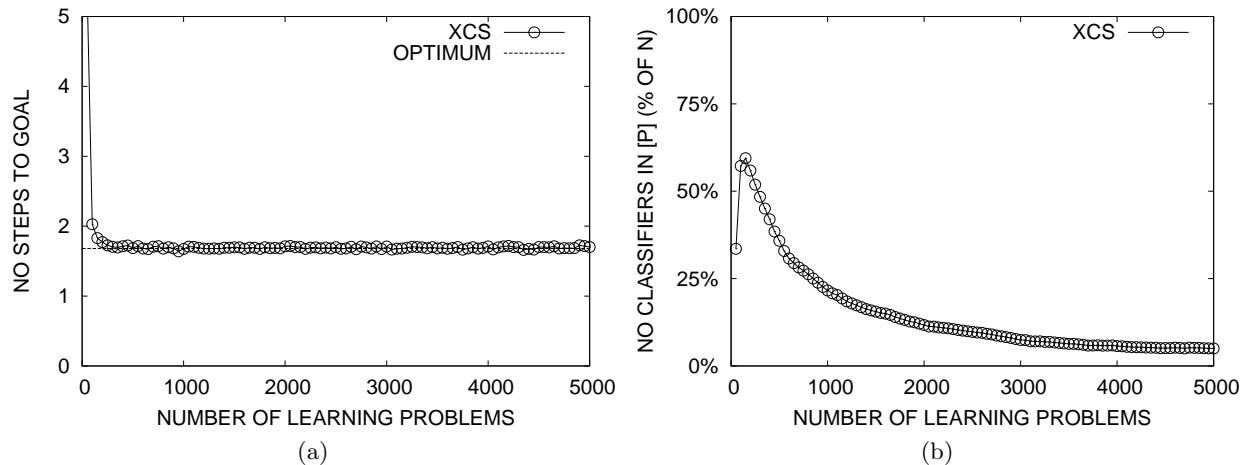 NO STEPS TO GOAL
5
4
3
2
1
0
XCS
OPTIMUM
0 1000 2000 3000 4000 5000
NUMBER OF LEARNING PROBLEMS
(a)
NO CLASSIFIERS IN [P] (% OF N)
100%
75%
50%
25%
0%
XCS
0 1000 2000 3000 4000 5000
NUMBER OF LEARNING PROBLEMS
(b)